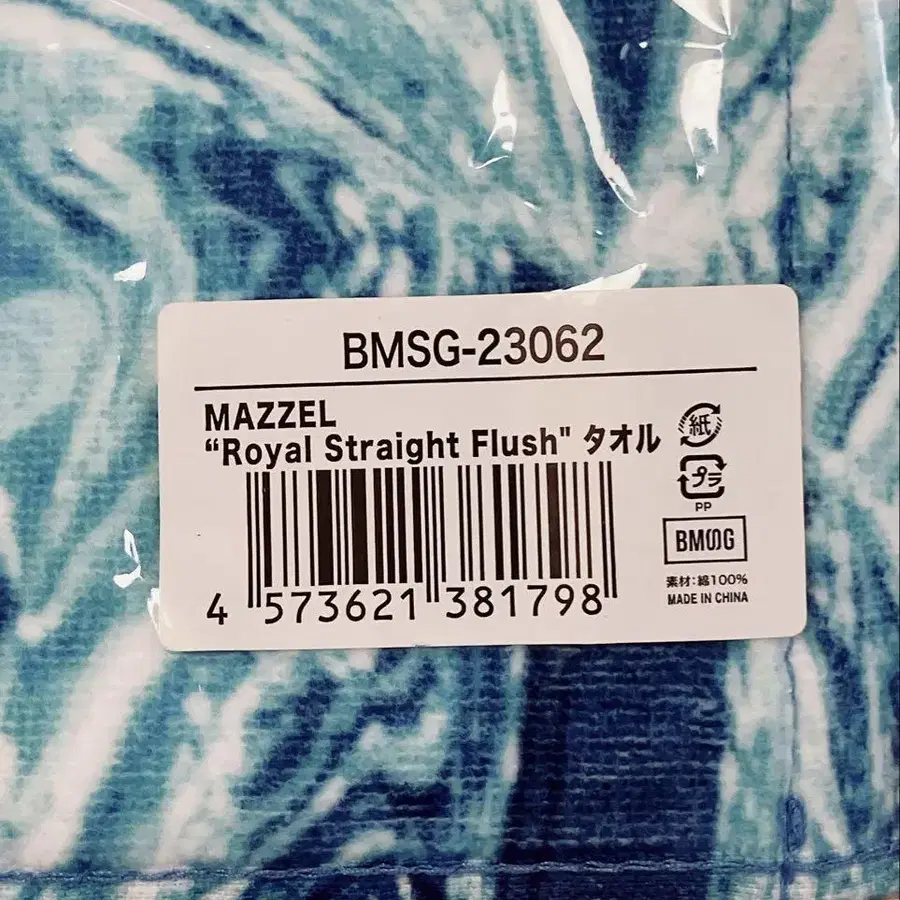 BMSG-23062
MAZZEL
“Royal Straight Flush" タオル
紙
プラ
PP
BMSG
素材:綿100%
MADE IN CHINA
4 573621 381798